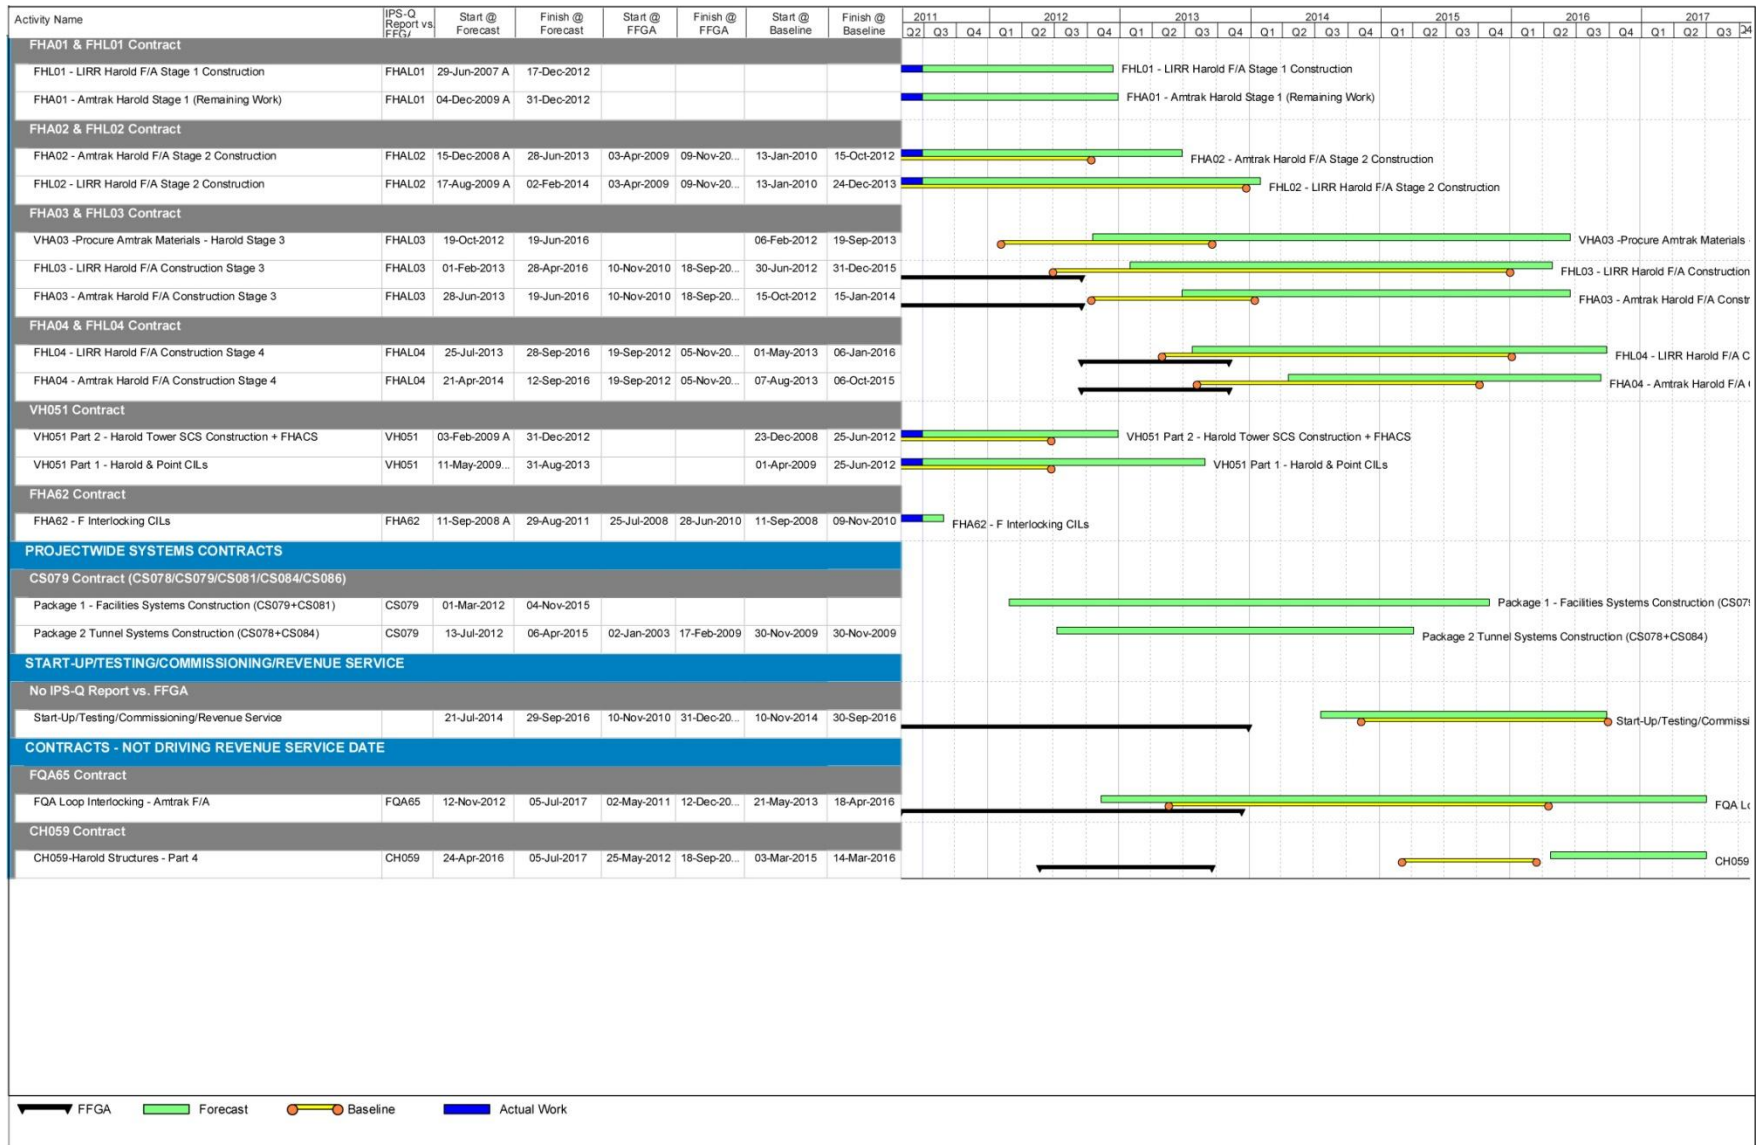 Activity Name IPS-Q Report vs. FFGA Start @ Forecast Finish @ Forecast Start @ FFGA Finish @ FFGA Start @ Baseline Finish @ Baseline 2011 2012 2013 2014 2015 2016 2017
Q2 Q3 Q4 Q1 Q2 Q3 Q4 Q1 Q2 Q3 Q4 Q1 Q2 Q3 Q4 Q1 Q2 Q3 Q4 Q1 Q2 Q3 Q4 Q1 Q2 Q3 Q4
FHA01 & FHL01 Contract
FHL01 - LIRR Harold F/A Stage 1 Construction FHAL01 29-Jun-2007 A 17-Dec-2012 FHL01 - LIRR Harold F/A Stage 1 Construction
FHA01 - Amtrak Harold Stage 1 (Remaining Work) FHAL01 04-Dec-2009 A 31-Dec-2012 FHA01 - Amtrak Harold Stage 1 (Remaining Work)
FHA02 & FHL02 Contract
FHA02 - Amtrak Harold F/A Stage 2 Construction FHAL02 15-Dec-2008 A 28-Jun-2013 03-Apr-2009 09-Nov-20... 13-Jan-2010 15-Oct-2012 FHA02 - Amtrak Harold F/A Stage 2 Construction
FHL02 - LIRR Harold F/A Stage 2 Construction FHAL02 17-Aug-2009 A 02-Feb-2014 03-Apr-2009 09-Nov-20... 13-Jan-2010 24-Dec-2013 FHL02 - LIRR Harold F/A Stage 2 Construction
FHA03 & FHL03 Contract
VHA03 -Procure Amtrak Materials - Harold Stage 3 FHAL03 19-Oct-2012 19-Jun-2016 06-Feb-2012 19-Sep-2013 VHA03 -Procure Amtrak Materials -
FHL03 - LIRR Harold F/A Construction Stage 3 FHAL03 01-Feb-2013 28-Apr-2016 10-Nov-2010 18-Sep-20... 30-Jun-2012 31-Dec-2015 FHL03 - LIRR Harold F/A Construction
FHA03 - Amtrak Harold F/A Construction Stage 3 FHAL03 28-Jun-2013 19-Jun-2016 10-Nov-2010 18-Sep-20... 15-Oct-2012 15-Jan-2014 FHA03 - Amtrak Harold F/A Constr
FHA04 & FHL04 Contract
FHL04 - LIRR Harold F/A Construction Stage 4 FHAL04 25-Jul-2013 28-Sep-2016 19-Sep-2012 05-Nov-20... 01-May-2013 06-Jan-2016 FHL04 - LIRR Harold F/A C
FHA04 - Amtrak Harold F/A Construction Stage 4 FHAL04 21-Apr-2014 12-Sep-2016 19-Sep-2012 05-Nov-20... 07-Aug-2013 06-Oct-2015 FHA04 - Amtrak Harold F/A
VH051 Contract
VH051 Part 2 - Harold Tower SCS Construction + FHACS VH051 03-Feb-2009 A 31-Dec-2012 23-Dec-2008 25-Jun-2012 VH051 Part 2 - Harold Tower SCS Construction + FHACS
VH051 Part 1 - Harold & Point CILs VH051 11-May-2009... 31-Aug-2013 01-Apr-2009 25-Jun-2012 VH051 Part 1 - Harold & Point CILs
FHA62 Contract
FHA62 - F Interlocking CILs FHA62 11-Sep-2008 A 29-Aug-2011 25-Jul-2008 28-Jun-2010 11-Sep-2008 09-Nov-2010 FHA62 - F Interlocking CILs
PROJECTWIDE SYSTEMS CONTRACTS
CS079 Contract (CS078/CS079/CS081/CS084/CS086)
Package 1 - Facilities Systems Construction (CS079+CS081) CS079 01-Mar-2012 04-Nov-2015 Package 1 - Facilities Systems Construction (CS07
Package 2 Tunnel Systems Construction (CS078+CS084) CS079 13-Jul-2012 06-Apr-2015 02-Jan-2003 17-Feb-2009 30-Nov-2009 30-Nov-2009 Package 2 Tunnel Systems Construction (CS078+CS084)
START-UP/TESTING/COMMISSIONING/REVENUE SERVICE
No IPS-Q Report vs. FFGA
Start-Up/Testing/Commissioning/Revenue Service 21-Jul-2014 29-Sep-2016 10-Nov-2010 31-Dec-20... 10-Nov-2014 30-Sep-2016 Start-Up/Testing/Commissi
CONTRACTS - NOT DRIVING REVENUE SERVICE DATE
FQA65 Contract
FQA Loop Interlocking - Amtrak F/A FQA65 12-Nov-2012 05-Jul-2017 02-May-2011 12-Dec-20... 21-May-2013 18-Apr-2016 FQA Lo
CH059 Contract
CH059-Harold Structures - Part 4 CH059 24-Apr-2016 05-Jul-2017 25-May-2012 18-Sep-20... 03-Mar-2015 14-Mar-2016 CH059
FFGA Forecast Baseline Actual Work